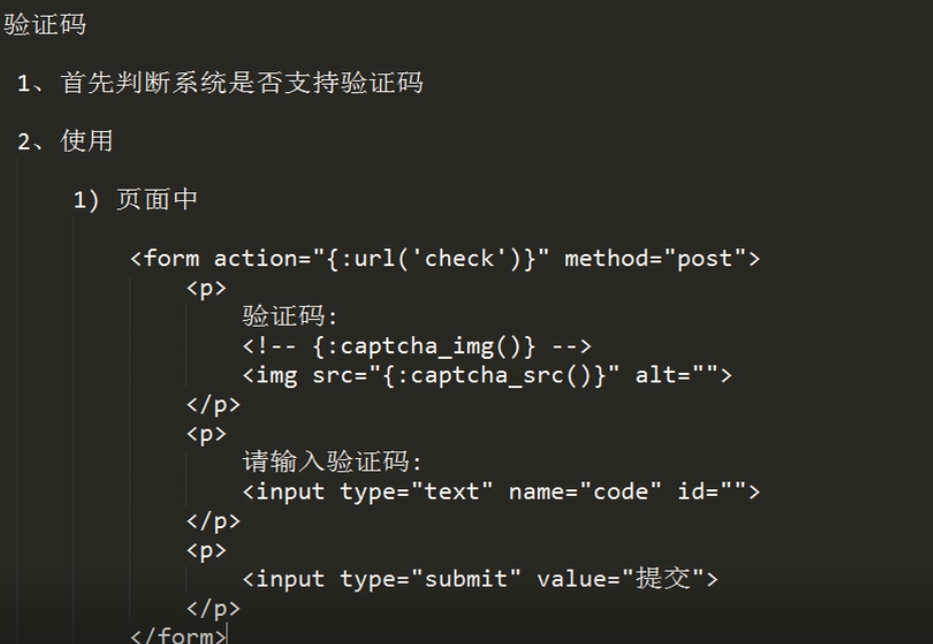 验证码
1、首先判断系统是否支持验证码
2、使用
1) 页面中
<form action="{:url('check')}" method="post">
<p>
验证码:
<!-- {:captcha_img()} -->
<img src="{:captcha_src()}" alt="">
</p>
<p>
请输入验证码:
<input type="text" name="code" id="">
</p>
<p>
<input type="submit" value="提交">
</p>
</form>